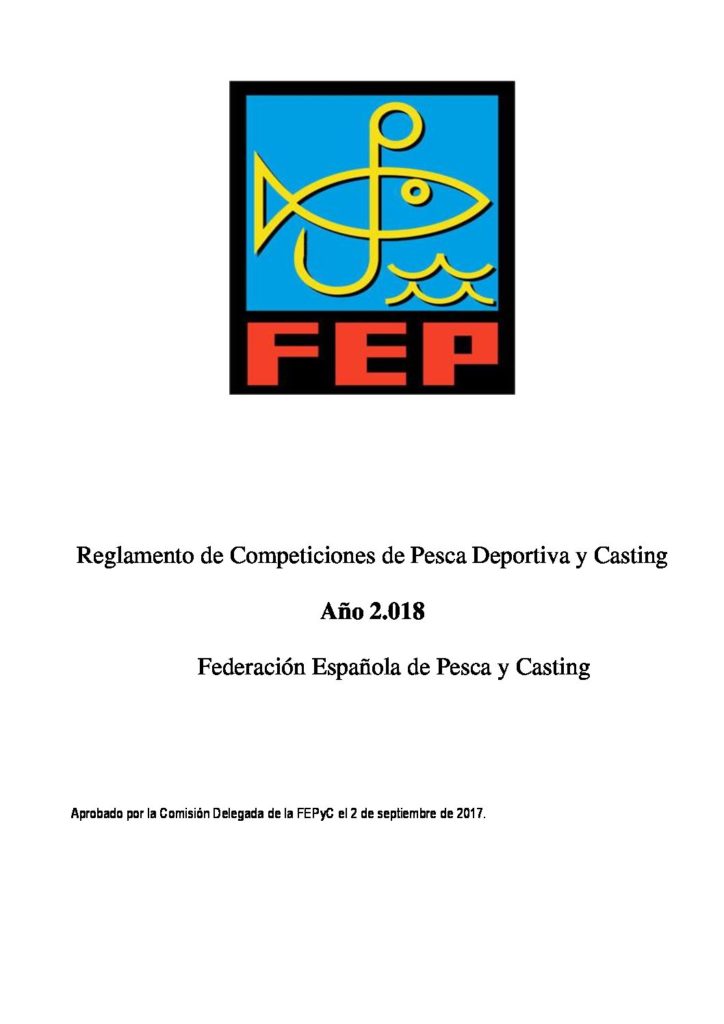 FEP
Reglamento de Competiciones de Pesca Deportiva y Casting
Año 2.018
Federación Española de Pesca y Casting
Aprobado por la Comisión Delegada de la FEPyC el 2 de septiembre de 2017.